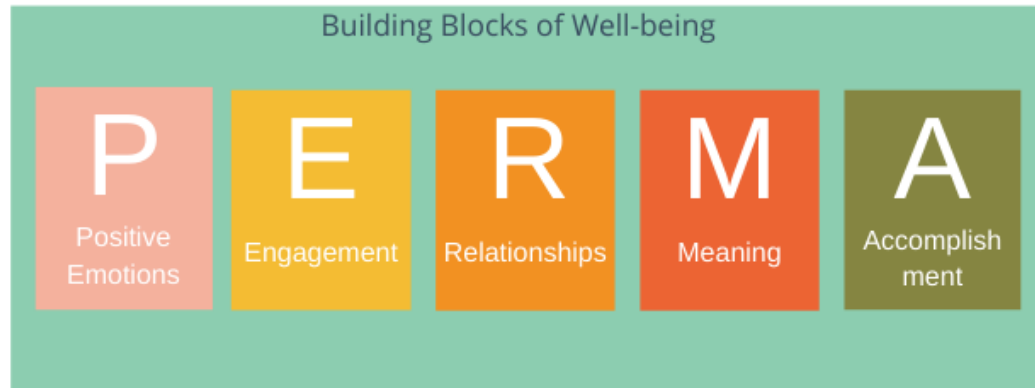 Building Blocks of Well-being
P
Positive
Emotions
E
Engagement
R
Relationships
M
Meaning
A
Accomplish
ment